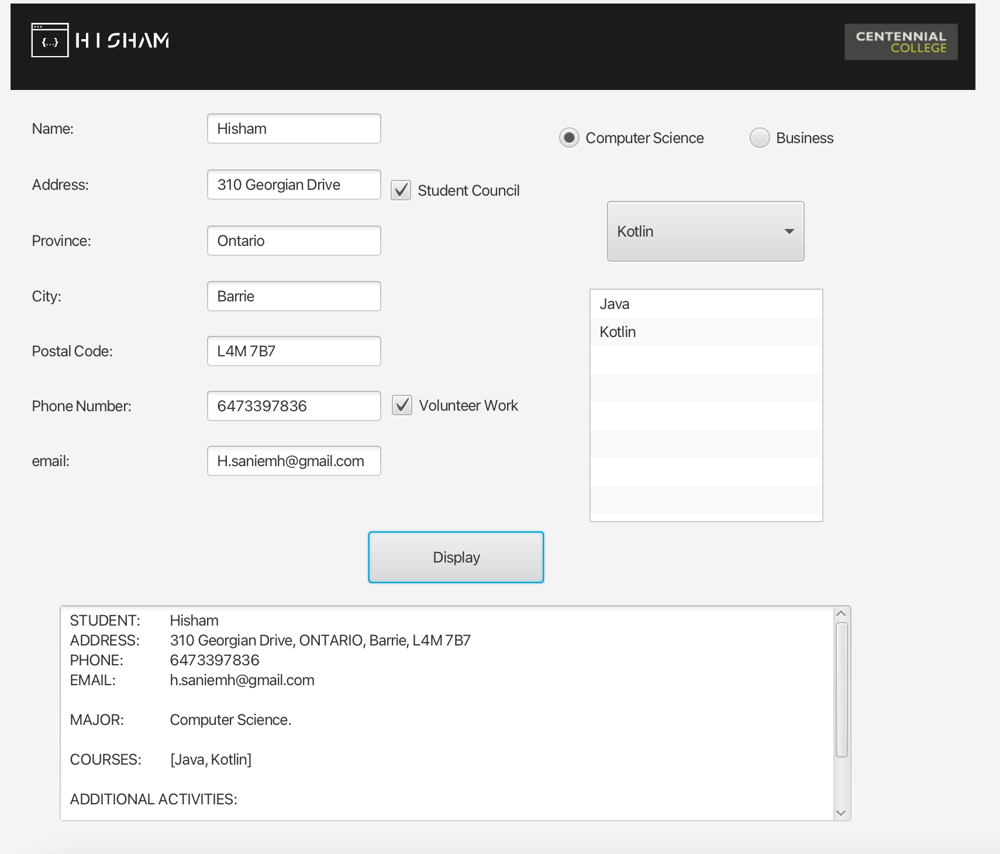 {...} HISHAM
CENTENNIAL
COLLEGE
Name: Hisham
Computer Science Business
Address: 310 Georgian Drive
Student Council
Province: Ontario
Kotlin
City: Barrie
Java
Kotlin
Postal Code: L4M 7B7
Phone Number: 6473397836
Volunteer Work
email: H.saniemh@gmail.com
Display
STUDENT: Hisham
ADDRESS: 310 Georgian Drive, ONTARIO, Barrie, L4M 7B7
PHONE: 6473397836
EMAIL: h.saniemh@gmail.com
MAJOR: Computer Science.
COURSES: [Java, Kotlin]
ADDITIONAL ACTIVITIES: